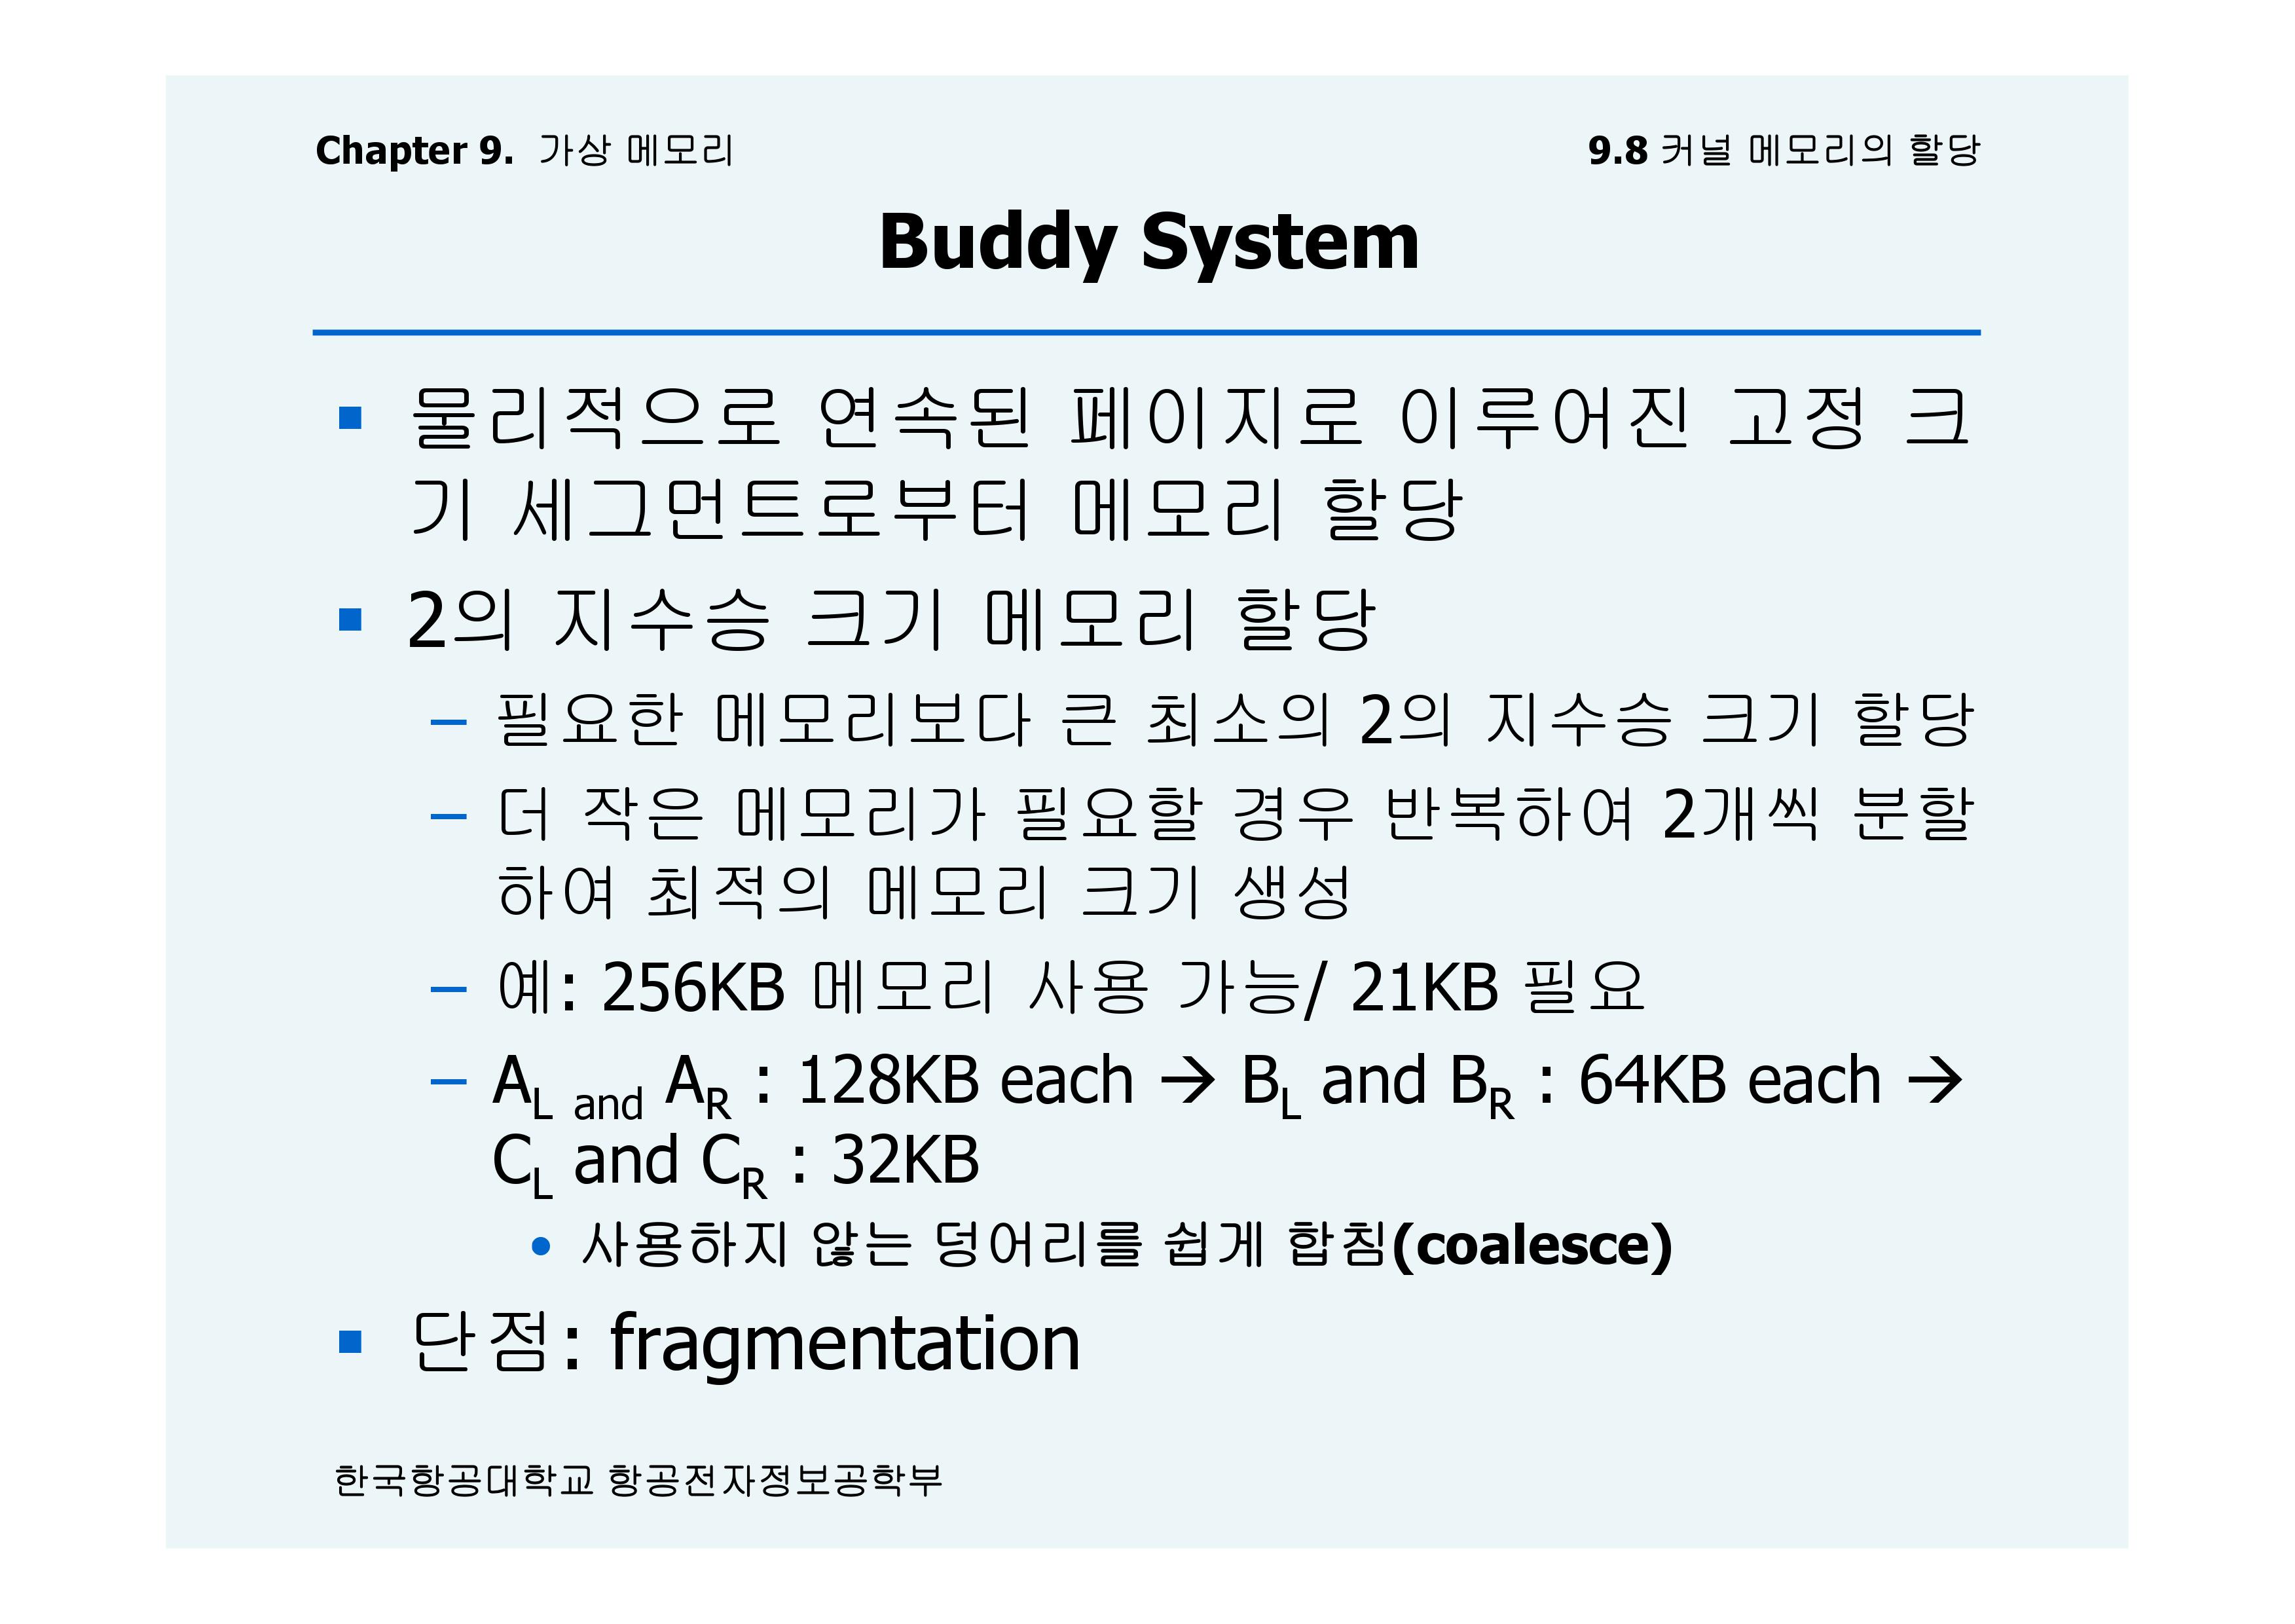 Chapter 9. 가상 메모리
9.8 커널 메모리의 할당
Buddy System
물리적으로 연속된 페이지로 이루어진 고정 크
기 세그먼트로부터 메모리 할당
2의 지수승 크기 메모리 할당
– 필요한 메모리보다 큰 최소의 2의 지수승 크기 할당
– 더 작은 메모리가 필요할 경우 반복하여 2개씩 분할
하여 최적의 메모리 크기 생성
– 예: 256KB 메모리 사용 가능/ 21KB 필요
– AL and AR : 128KB each → BL and BR : 64KB each →
CL and CR : 32KB
• 사용하지 않는 덩어리를 쉽게 합침(coalesce)
단점: fragmentation
한국항공대학교 항공전자정보공학부